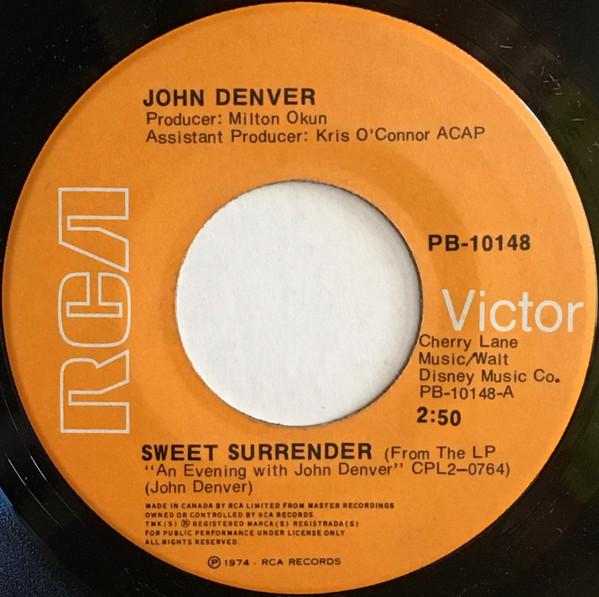 JOHN DENVER
Producer: Milton Okun
Assistant Producer: Kris O'Connor ACAP
RCA
PB-10148
Victor
Cherry Lane
Music/Walt
Disney Music Co.
PB-10148-A
2:50
SWEET SURRENDER (From The LP
"An Evening with John Denver" CPL2-0764)
(John Denver)
MADE IN CANADA BY RCA LIMITED FROM MASTER RECORDINGS
OWNED OR CONTROLLED BY RCA RECORDS
TMK(S) ® REGISTERED MARCA(S) REGISTRADA(S)
FOR PUBLIC PERFORMANCE UNDER LICENSE ONLY
ALL RIGHTS RESERVED.
℗ 1974 - RCA RECORDS